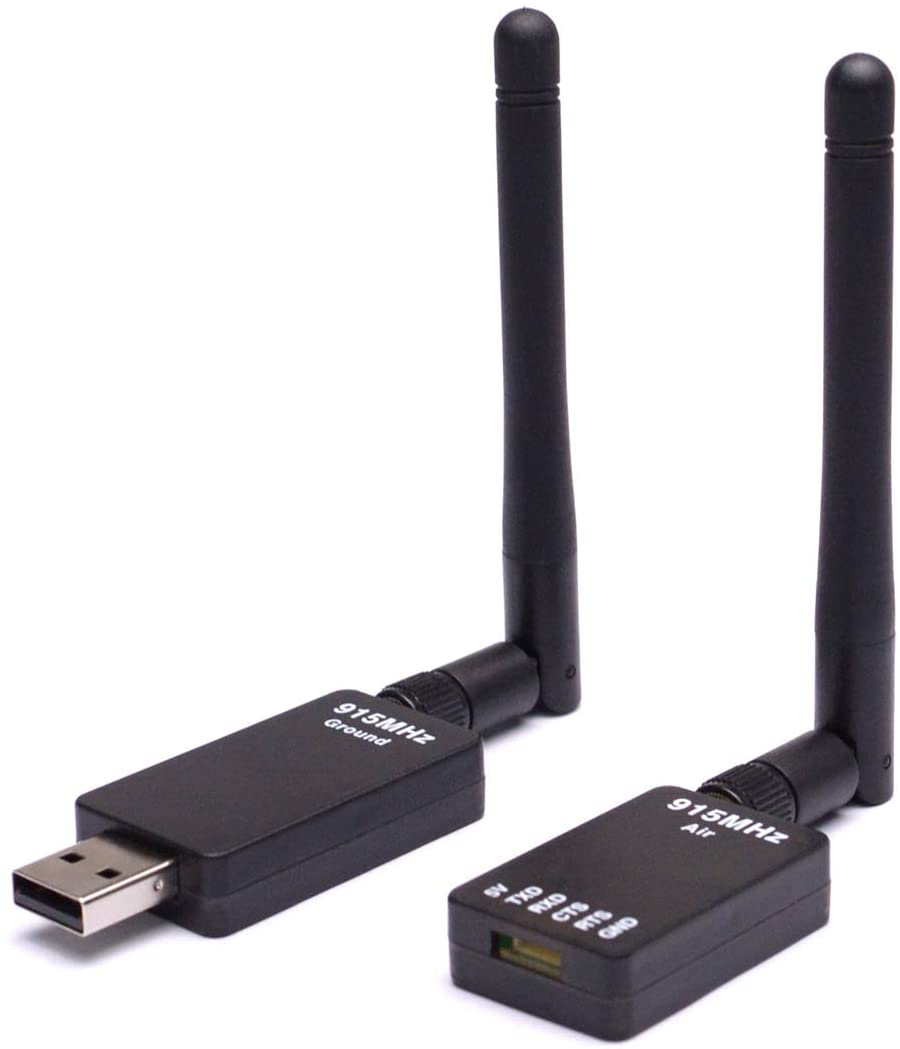 915MHz
Ground
915MHz
Air
5V
TXD
RXD
CTS
RTS
GND